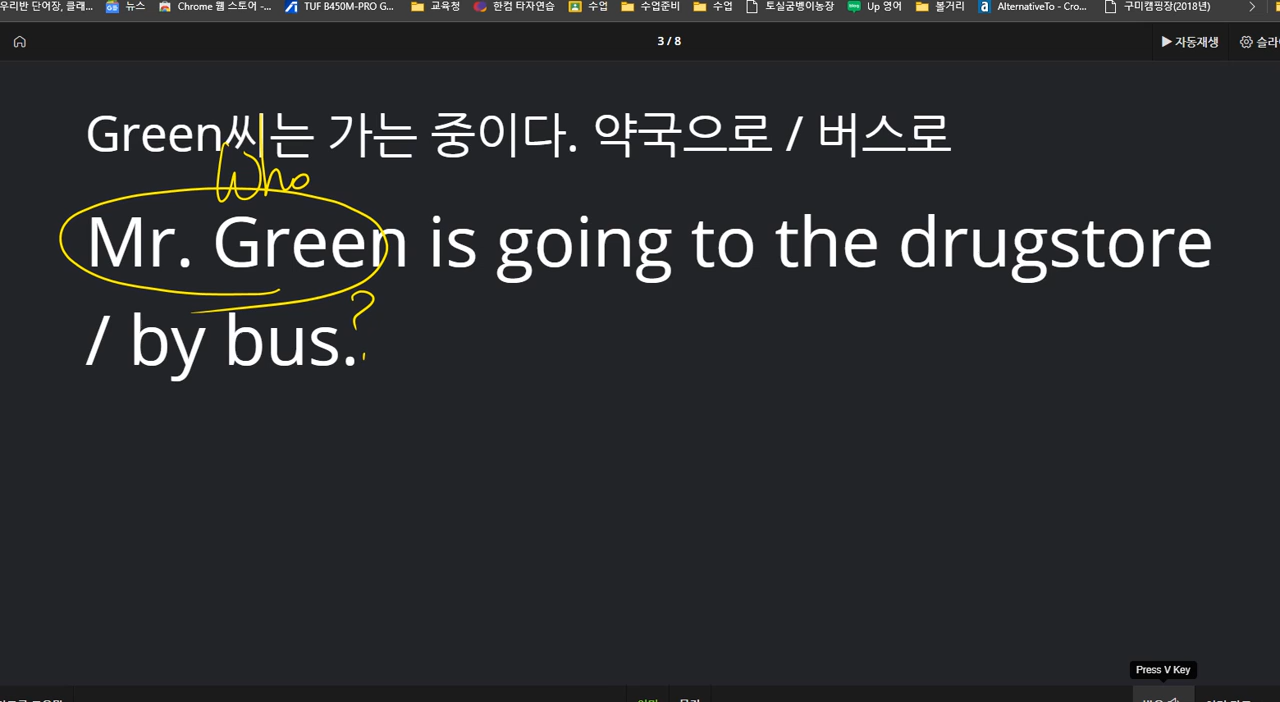 우리반 단어장, 클래... 뉴스 Chrome 웹 스토어 -... TUF B450M-PRO G... 교육청 한컴 타자연습 수업 수업준비 수업 토실굼벵이농장 Up 영어 볼거리 AlternativeTo - Cro... 구미캠핑장(2018년)
3 / 8 자동재생
Green씨는 가는 중이다. 약국으로 / 버스로
Who
Mr. Green is going to the drugstore
/ by bus.?
Press V Key